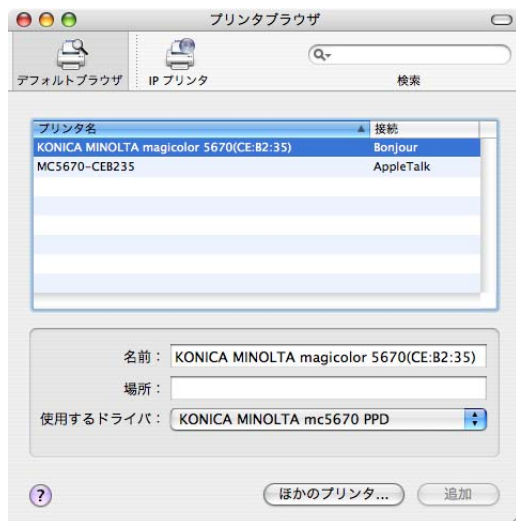 プリンタブラウザ
デフォルトブラウザ
IP プリンタ
検索
プリンタ名 接続
KONICA MINOLTA magicolor 5670(CE:B2:35) Bonjour
MC5670-CEB235 AppleTalk
名前： KONICA MINOLTA magicolor 5670(CE:B2:35)
場所：
使用するドライバ： KONICA MINOLTA mc5670 PPD
? ほかのプリンタ... 追加